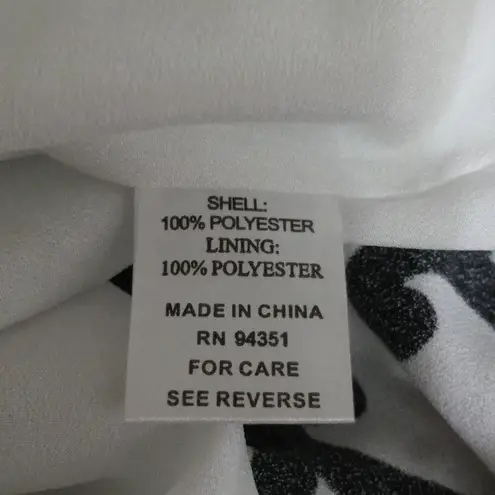 SHELL:
100% POLYESTER
LINING:
100% POLYESTER
MADE IN CHINA
RN 94351
FOR CARE
SEE REVERSE